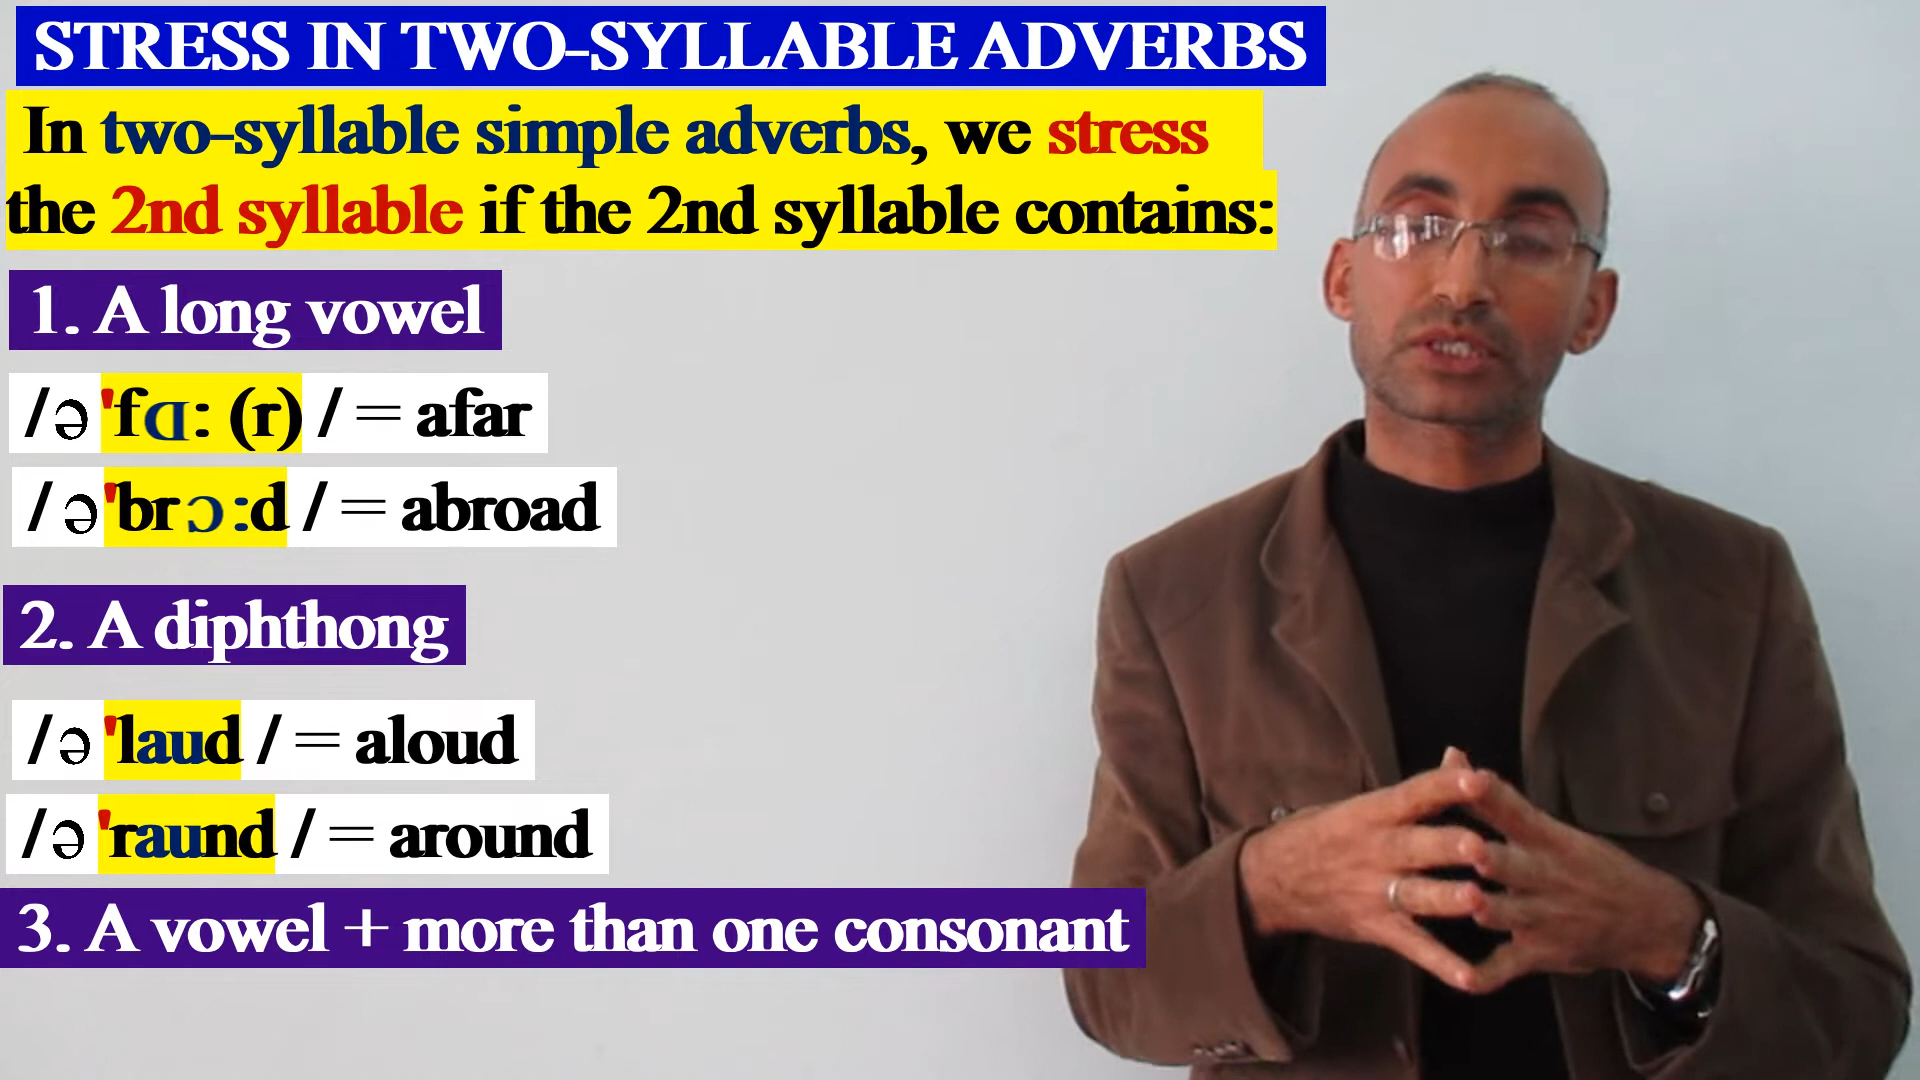 STRESS IN TWO-SYLLABLE ADVERBS
In two-syllable simple adverbs, we stress
the 2nd syllable if the 2nd syllable contains:
1. A long vowel
/ə'fɑ: (r) / = afar
/ə'brɔ:d / = abroad
2. A diphthong
/ə'laud / = aloud
/ə'raund / = around
3. A vowel + more than one consonant